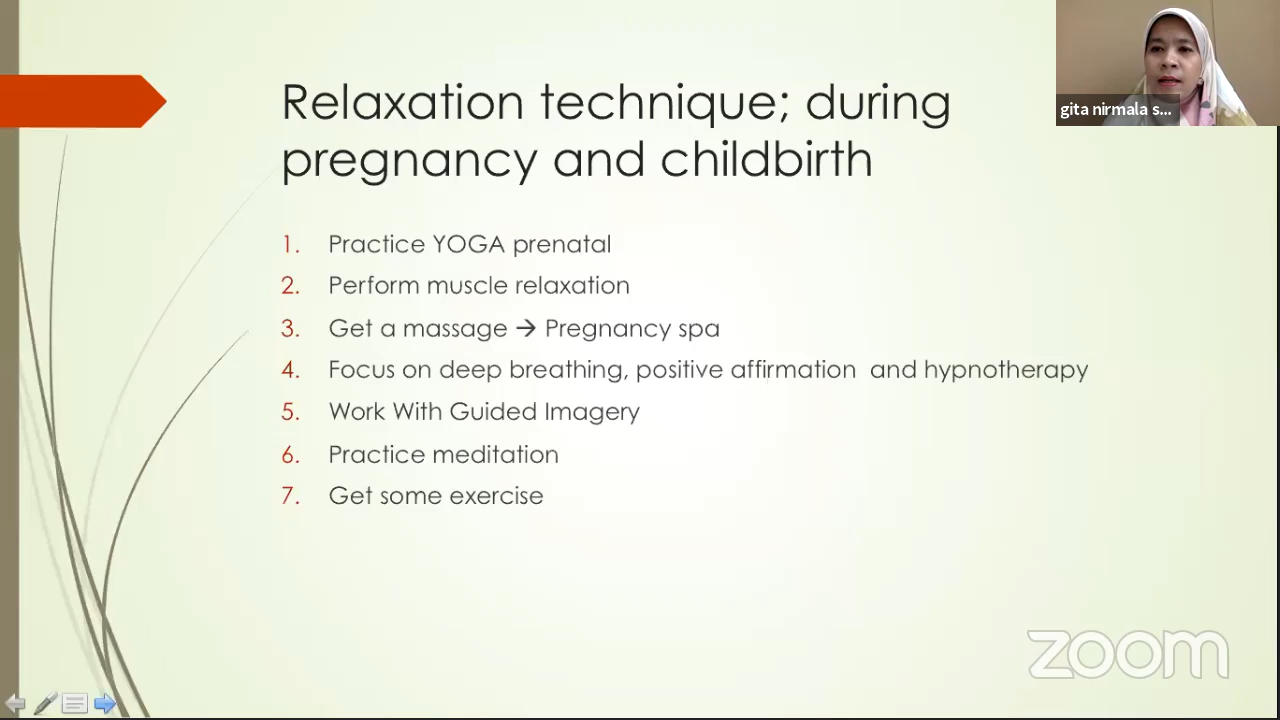 Relaxation technique; during
pregnancy and childbirth
1. Practice YOGA prenatal
2. Perform muscle relaxation
3. Get a massage → Pregnancy spa
4. Focus on deep breathing, positive affirmation  and hypnotherapy
5. Work With Guided Imagery
6. Practice meditation
7. Get some exercise
gita nirmala s...
zoom